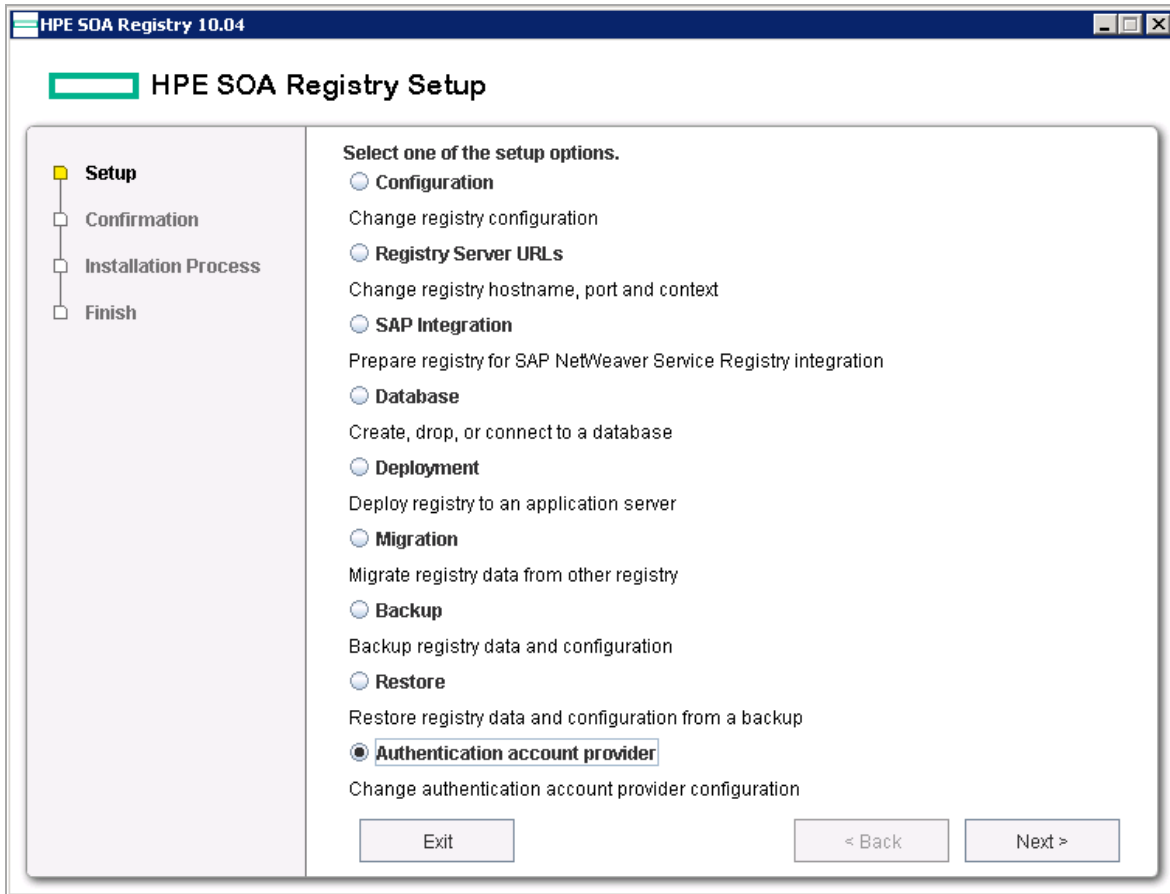 HPE SOA Registry 10.04
HPE SOA Registry Setup
Setup
Confirmation
Installation Process
Finish
Select one of the setup options.
Configuration
Change registry configuration
Registry Server URLs
Change registry hostname, port and context
SAP Integration
Prepare registry for SAP NetWeaver Service Registry integration
Database
Create, drop, or connect to a database
Deployment
Deploy registry to an application server
Migration
Migrate registry data from other registry
Backup
Backup registry data and configuration
Restore
Restore registry data and configuration from a backup
Authentication account provider
Change authentication account provider configuration
Exit
< Back
Next >